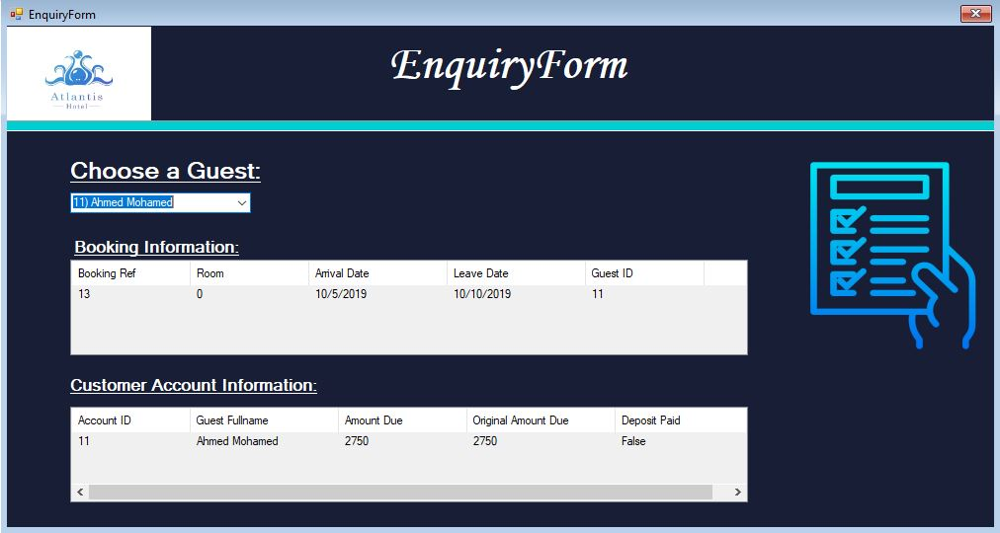 EnquiryForm
Atlantis
Hotel
EnquiryForm
Choose a Guest:
11) Ahmed Mohamed
Booking Information:
Booking Ref Room Arrival Date Leave Date Guest ID
13 0 10/5/2019 10/10/2019 11
Customer Account Information:
Account ID Guest Fullname Amount Due Original Amount Due Deposit Paid
11 Ahmed Mohamed 2750 2750 False